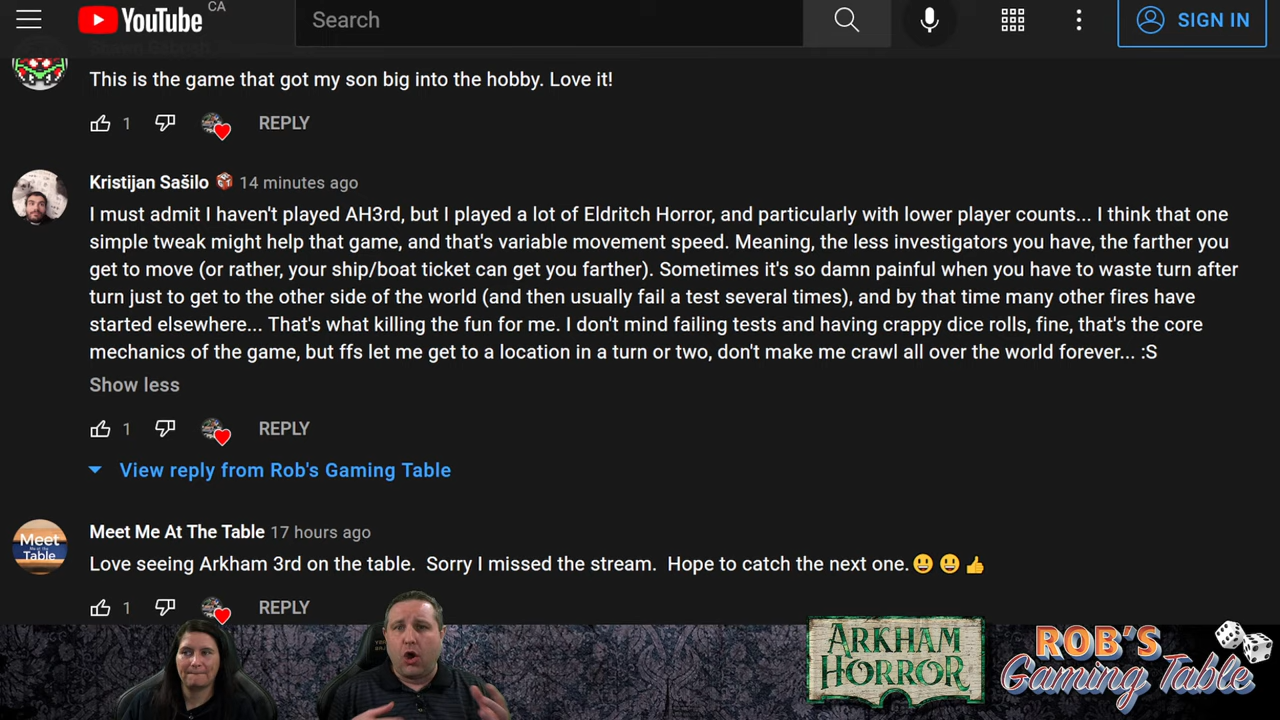 CA
YouTube
Search
SIGN IN
This is the game that got my son big into the hobby. Love it!
1
REPLY
Kristijan Sašilo 14 minutes ago
I must admit I haven't played AH3rd, but I played a lot of Eldritch Horror, and particularly with lower player counts... I think that one
simple tweak might help that game, and that's variable movement speed. Meaning, the less investigators you have, the farther you
get to move (or rather, your ship/boat ticket can get you farther). Sometimes it's so damn painful when you have to waste turn after
turn just to get to the other side of the world (and then usually fail a test several times), and by that time many other fires have
started elsewhere... That's what killing the fun for me. I don't mind failing tests and having crappy dice rolls, fine, that's the core
mechanics of the game, but ffs let me get to a location in a turn or two, don't make me crawl all over the world forever... :S
Show less
1
REPLY
View reply from Rob's Gaming Table
Meet
Me At The
Table
Meet Me At The Table 17 hours ago
Love seeing Arkham 3rd on the table. Sorry I missed the stream. Hope to catch the next one.😃😃👍
1
REPLY
ARKHAM
HORROR
ROB'S
Gaming Table